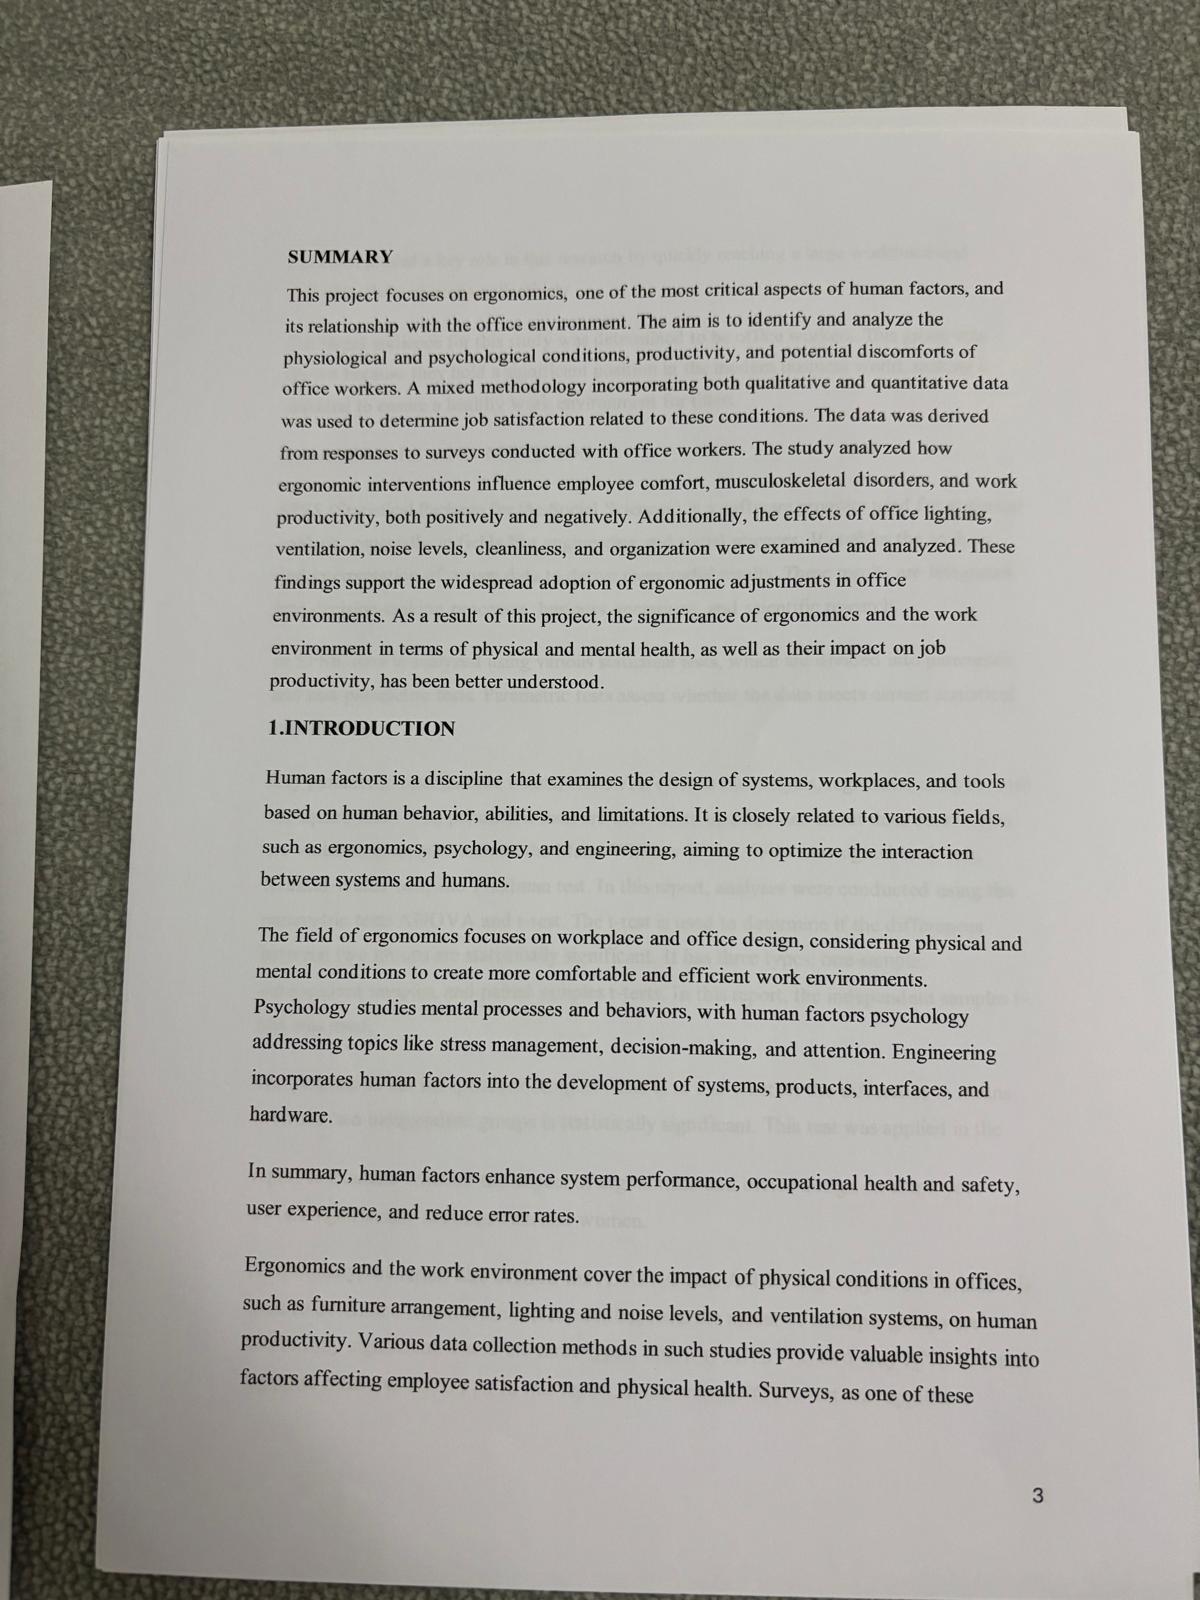 SUMMARY
This project focuses on ergonomics, one of the most critical aspects of human factors, and
its relationship with the office environment. The aim is to identify and analyze the
physiological and psychological conditions, productivity, and potential discomforts of
office workers. A mixed methodology incorporating both qualitative and quantitative data
was used to determine job satisfaction related to these conditions. The data was derived
from responses to surveys conducted with office workers. The study analyzed how
ergonomic interventions influence employee comfort, musculoskeletal disorders, and work
productivity, both positively and negatively. Additionally, the effects of office lighting,
ventilation, noise levels, cleanliness, and organization were examined and analyzed. These
findings support the widespread adoption of ergonomic adjustments in office
environments. As a result of this project, the significance of ergonomics and the work
environment in terms of physical and mental health, as well as their impact on job
productivity, has been better understood.
1.INTRODUCTION
Human factors is a discipline that examines the design of systems, workplaces, and tools
based on human behavior, abilities, and limitations. It is closely related to various fields,
such as ergonomics, psychology, and engineering, aiming to optimize the interaction
between systems and humans.
The field of ergonomics focuses on workplace and office design, considering physical and
mental conditions to create more comfortable and efficient work environments.
Psychology studies mental processes and behaviors, with human factors psychology
addressing topics like stress management, decision-making, and attention. Engineering
incorporates human factors into the development of systems, products, interfaces, and
hardware.
In summary, human factors enhance system performance, occupational health and safety,
user experience, and reduce error rates.
Ergonomics and the work environment cover the impact of physical conditions in offices,
such as furniture arrangement, lighting and noise levels, and ventilation systems, on human
productivity. Various data collection methods in such studies provide valuable insights into
factors affecting employee satisfaction and physical health. Surveys, as one of these
3